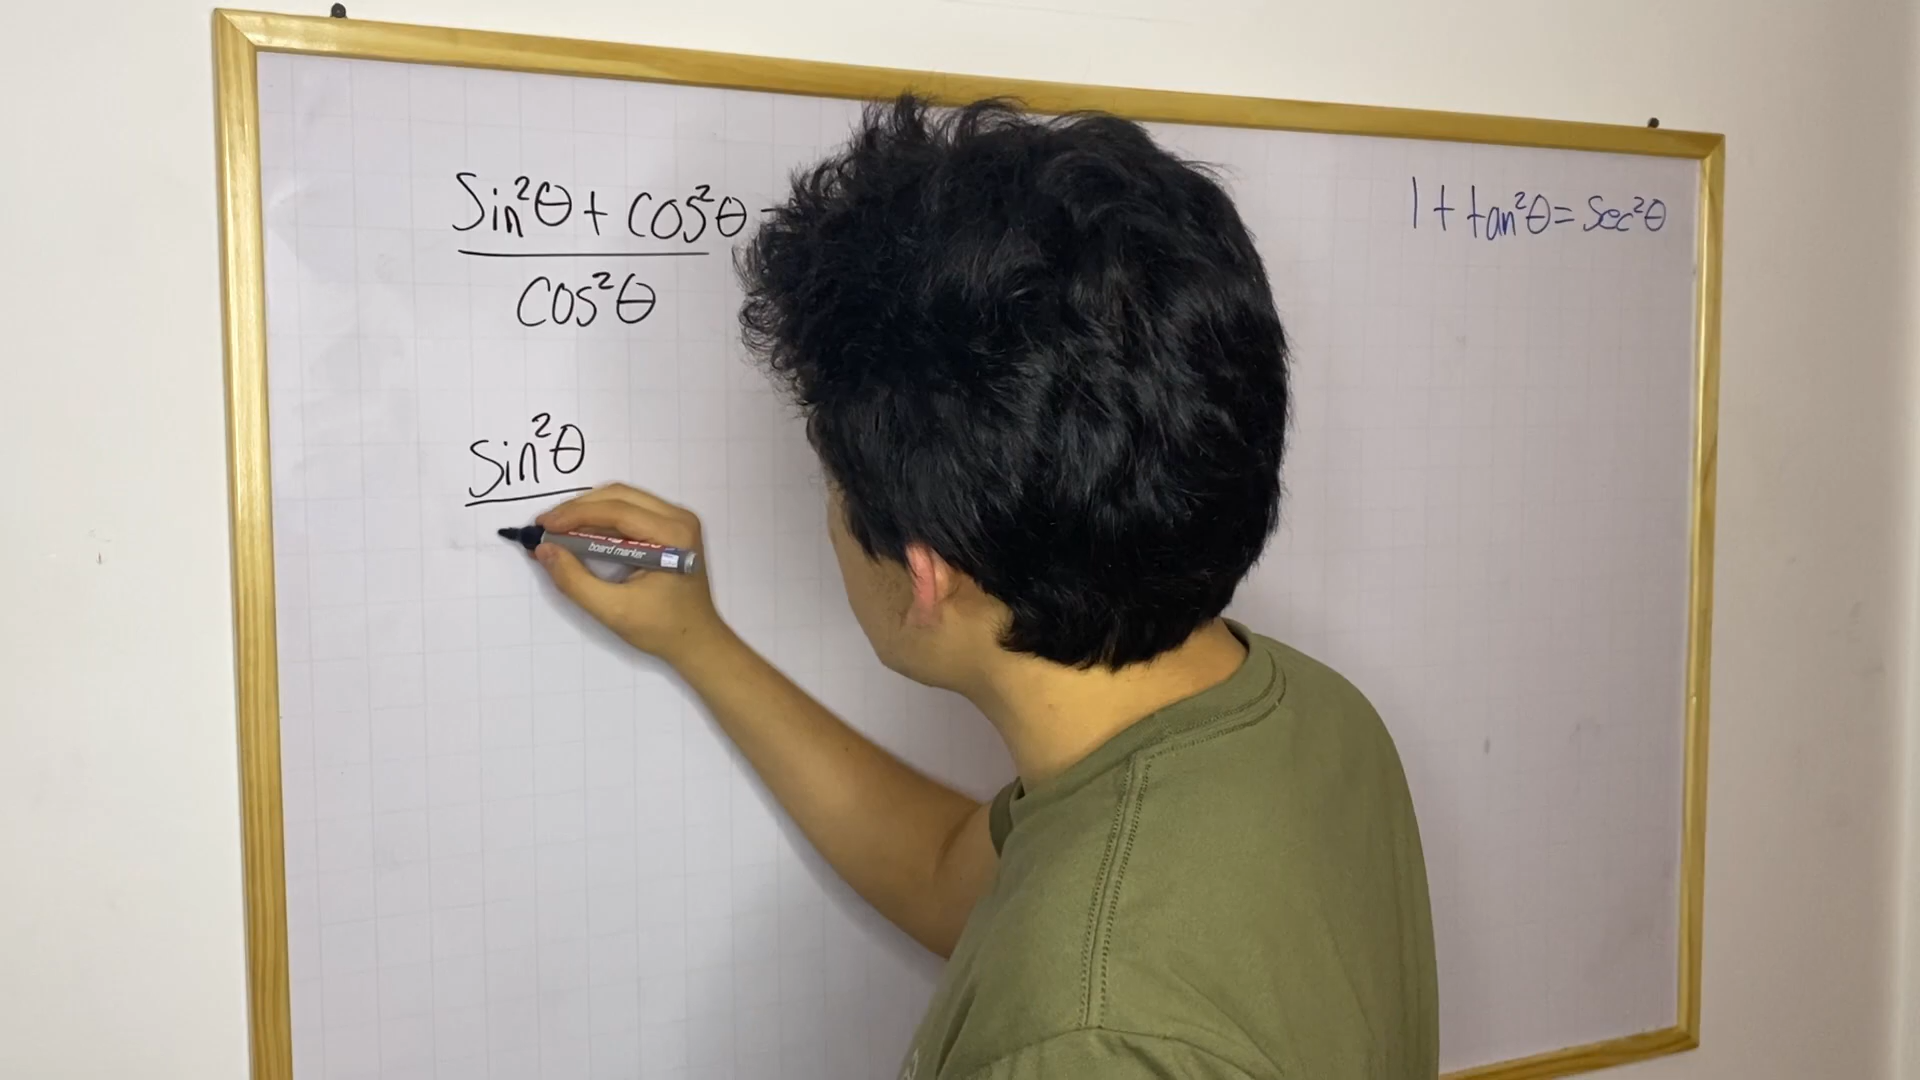 Sin²θ + cos²θ
cos²θ
1 + tan²θ = Sec²θ
sin²θ
board marker